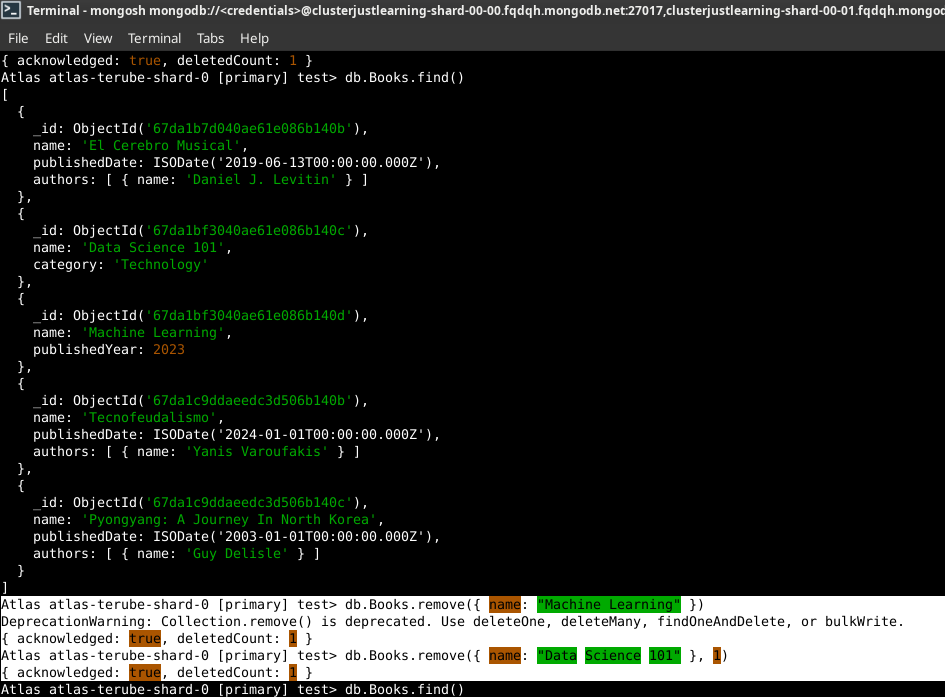 Terminal - mongosh mongodb://<credentials>@clusterjustlearning-shard-00-00.fqdqh.mongodb.net:27017,clusterjustlearning-shard-00-01.fqdqh.mongod
File Edit View Terminal Tabs Help
{ acknowledged: true, deletedCount: 1 }
Atlas atlas-terube-shard-0 [primary] test> db.Books.find()
[
  {
    _id: ObjectId('67da1b7d040ae61e086b140b'),
    name: 'El Cerebro Musical',
    publishedDate: ISODate('2019-06-13T00:00:00.000Z'),
    authors: [ { name: 'Daniel J. Levitin' } ]
  },
  {
    _id: ObjectId('67da1bf3040ae61e086b140c'),
    name: 'Data Science 101',
    category: 'Technology'
  },
  {
    _id: ObjectId('67da1bf3040ae61e086b140d'),
    name: 'Machine Learning',
    publishedYear: 2023
  },
  {
    _id: ObjectId('67da1c9ddaeedc3d506b140b'),
    name: 'Tecnofeudalismo',
    publishedDate: ISODate('2024-01-01T00:00:00.000Z'),
    authors: [ { name: 'Yanis Varoufakis' } ]
  },
  {
    _id: ObjectId('67da1c9ddaeedc3d506b140c'),
    name: 'Pyongyang: A Journey In North Korea',
    publishedDate: ISODate('2003-01-01T00:00:00.000Z'),
    authors: [ { name: 'Guy Delisle' } ]
  }
]
Atlas atlas-terube-shard-0 [primary] test> db.Books.remove({ name: "Machine Learning" })
DeprecationWarning: Collection.remove() is deprecated. Use deleteOne, deleteMany, findOneAndDelete, or bulkWrite.
{ acknowledged: true, deletedCount: 1 }
Atlas atlas-terube-shard-0 [primary] test> db.Books.remove({ name: "Data Science 101" }, 1)
{ acknowledged: true, deletedCount: 1 }
Atlas atlas-terube-shard-0 [primary] test> db.Books.find()